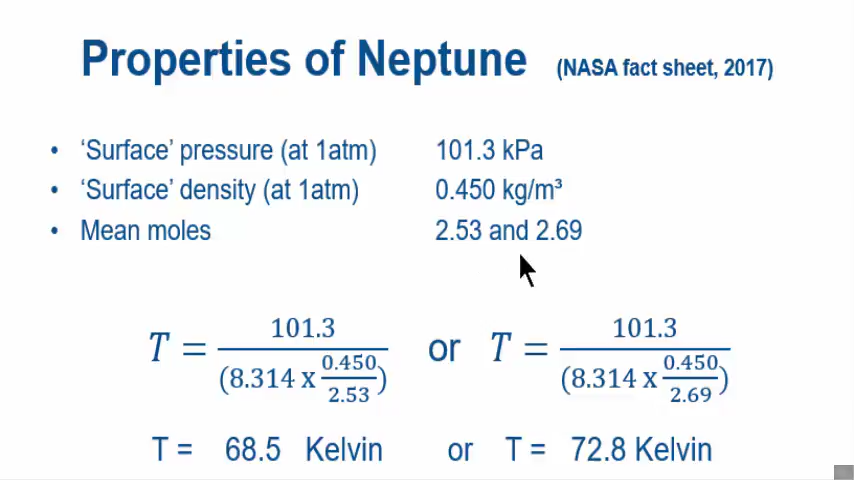 Properties of Neptune (NASA fact sheet, 2017)
• 'Surface' pressure (at 1atm) 101.3 kPa
• 'Surface' density (at 1atm) 0.450 kg/m³
• Mean moles 2.53 and 2.69
T = 101.3 / (8.314 x 0.450/2.53) or T = 101.3 / (8.314 x 0.450/2.69)
T = 68.5 Kelvin or T = 72.8 Kelvin